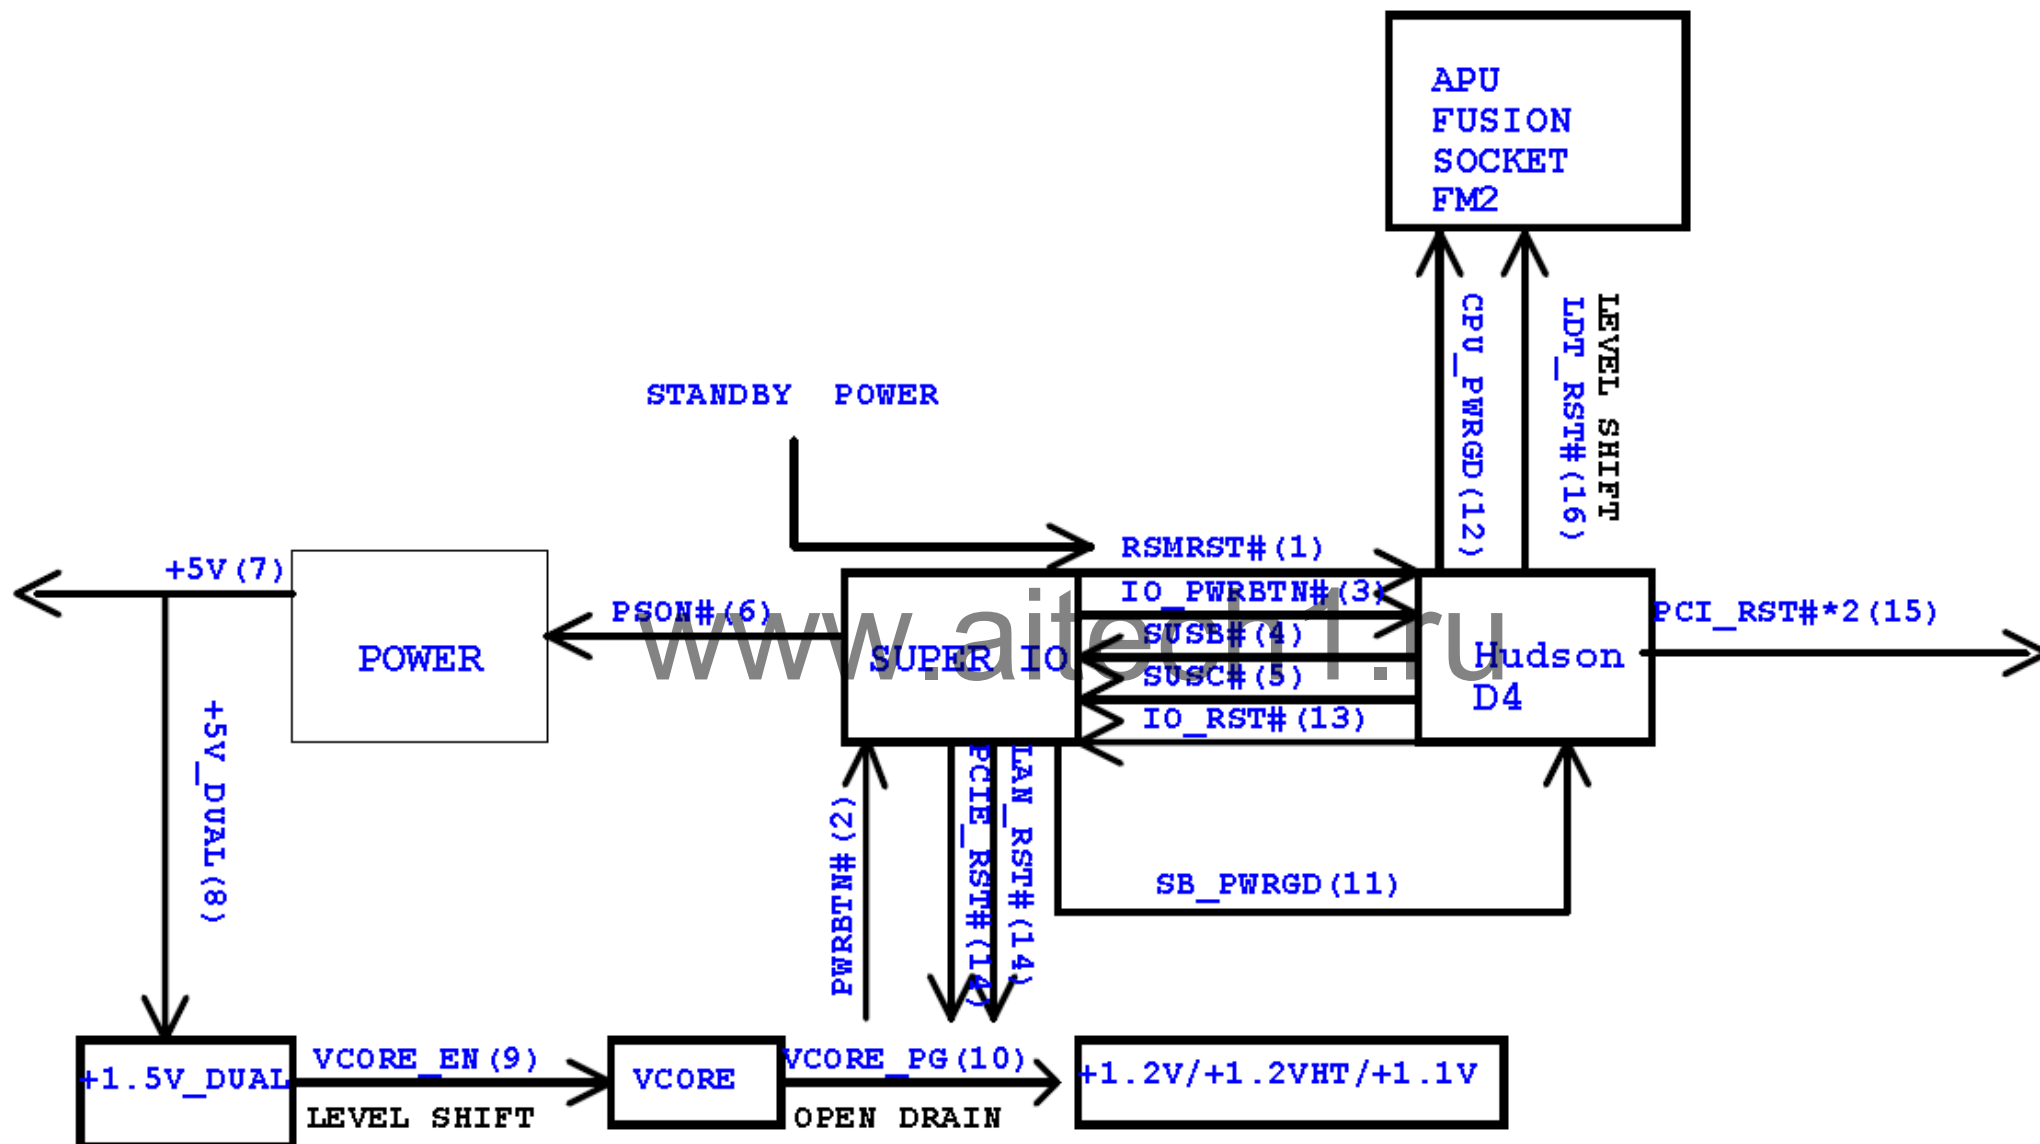 APU
FUSION
SOCKET
FM2
CPU_PWRGD(12)
LDT_RST#(16)
LEVEL SHIFT
STANDBY POWER
RSMRST#(1)
+5V(7)
IO_PWRBTN#(3)
PSON#(6)
PCI_RST#*2(15)
SUSB#(4)
POWER
SUPER IO
Hudson
D4
www.aitech1.ru
SUSC#(5)
IO_RST#(13)
+5V_DUAL(8)
PWRBTN#(2)
PCIE_RST#(14)
LAN_RST#(14)
SB_PWRGD(11)
+1.5V_DUAL
VCORE_EN(9)
LEVEL SHIFT
VCORE
VCORE_PG(10)
OPEN DRAIN
+1.2V/+1.2VHT/+1.1V